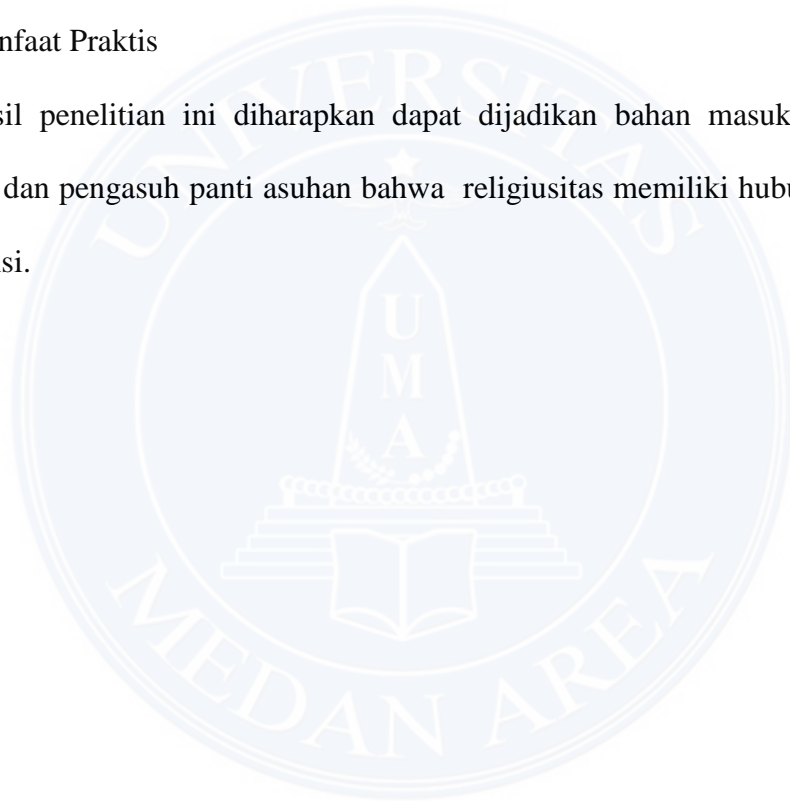 nfaat Praktis
sil penelitian ini diharapkan dapat dijadikan bahan masuk
dan pengasuh panti asuhan bahwa religiusitas memiliki hubu
si.
UNIVERSITAS
U
M
A
MEDAN AREA